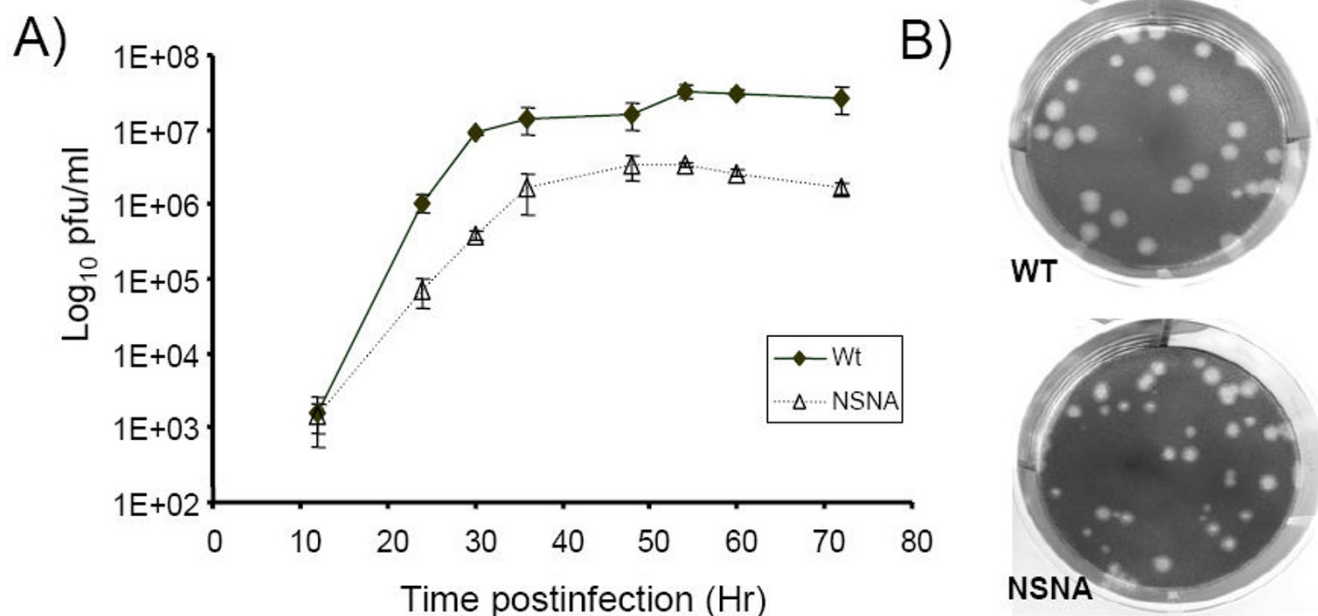 A)
B)
1E+08
1E+07
1E+06
1E+05
1E+04
1E+03
1E+02
Log10 pfu/ml
0 10 20 30 40 50 60 70 80
Time postinfection (Hr)
Wt
NSNA
WT
NSNA